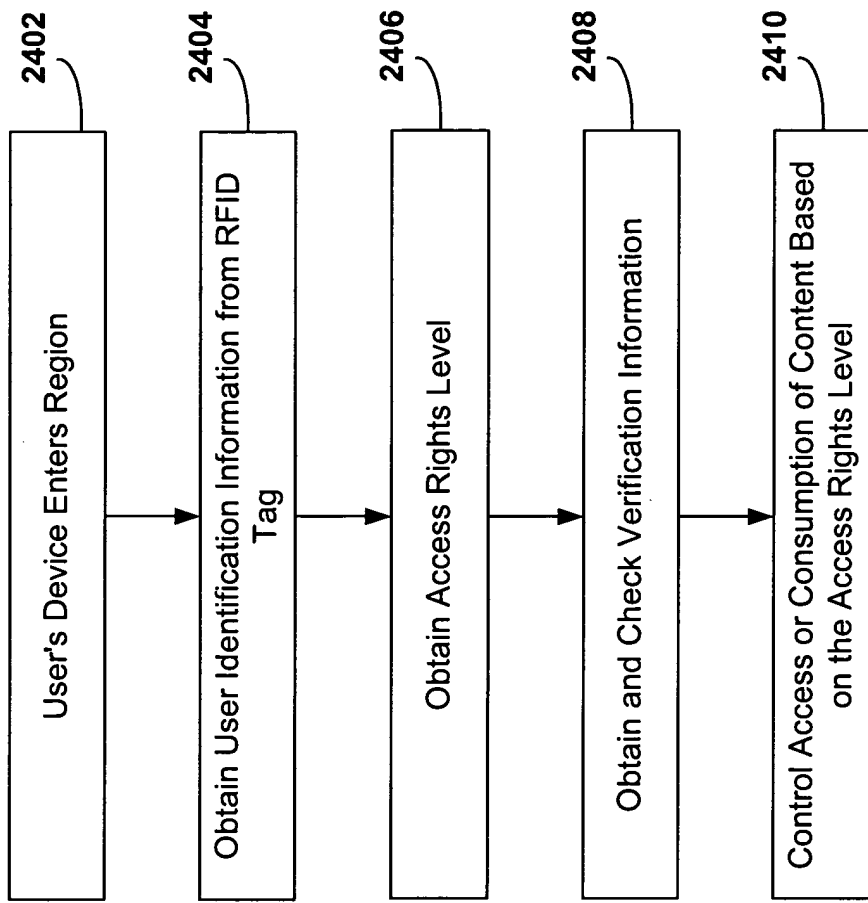 2402
User's Device Enters Region
2404
Obtain User Identification Information from RFID
Tag
2406
Obtain Access Rights Level
2408
Obtain and Check Verification Information
2410
Control Access or Consumption of Content Based
on the Access Rights Level